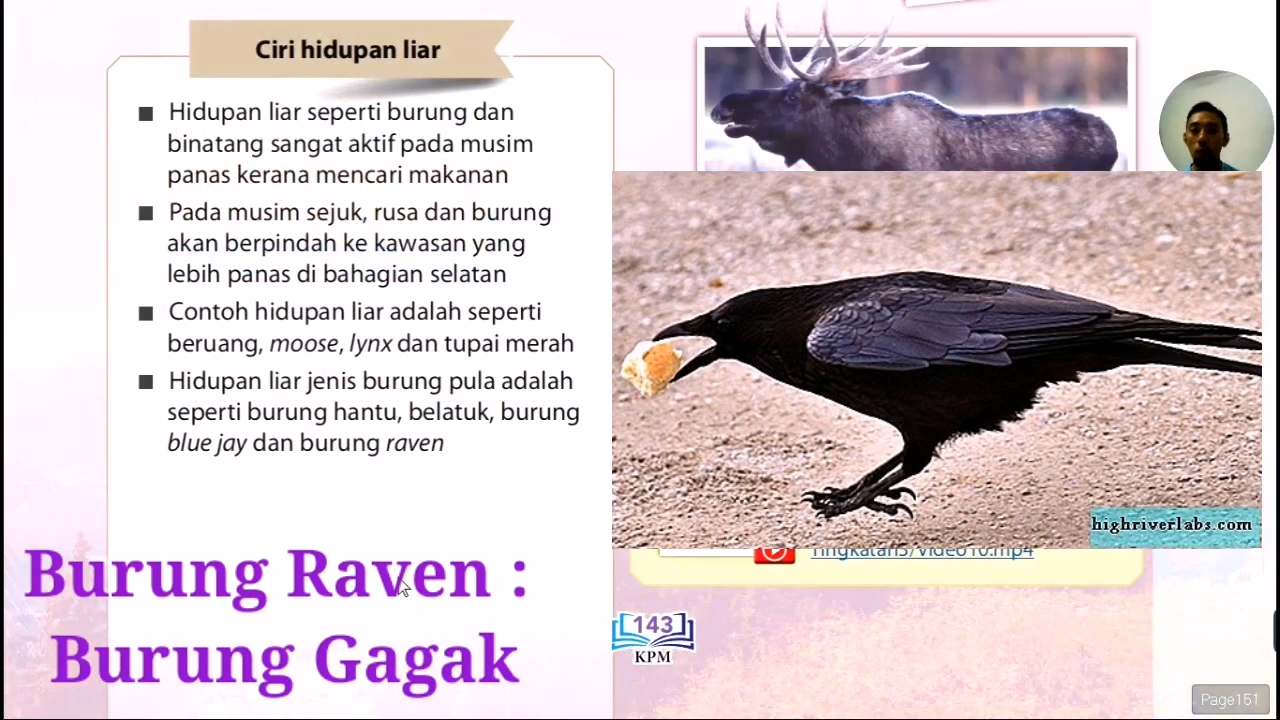 Ciri hidupan liar
■ Hidupan liar seperti burung dan
binatang sangat aktif pada musim
panas kerana mencari makanan
■ Pada musim sejuk, rusa dan burung
akan berpindah ke kawasan yang
lebih panas di bahagian selatan
■ Contoh hidupan liar adalah seperti
beruang, moose, lynx dan tupai merah
■ Hidupan liar jenis burung pula adalah
seperti burung hantu, belatuk, burung
blue jay dan burung raven
Burung Raven :
Burung Gagak
highriverlabs.com
Tingkatan3/Video10.mp4
143
KPM
Page151